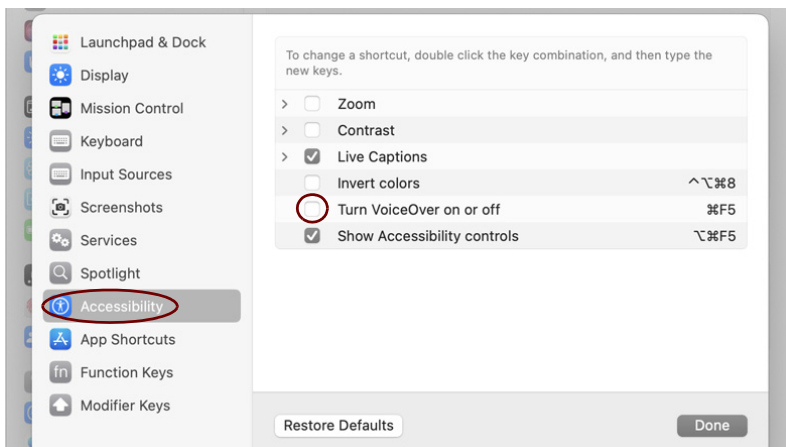 Launchpad & Dock
Display
Mission Control
Keyboard
Input Sources
Screenshots
Services
Spotlight
Accessibility
App Shortcuts
fn Function Keys
Modifier Keys
To change a shortcut, double click the key combination, and then type the
new keys.
Zoom
Contrast
Live Captions
Invert colors ^⌥⌘8
Turn VoiceOver on or off ⌘F5
Show Accessibility controls ⌥⌘F5
Restore Defaults Done